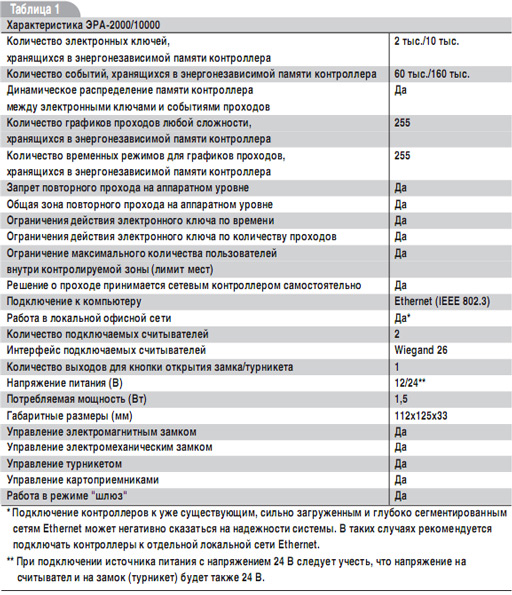 Таблица 1
Характеристика ЭРА-2000/10000
Количество электронных ключей,
хранящихся в энергонезависимой памяти контроллера 2 тыс./10 тыс.
Количество событий, хранящихся в энергонезависимой памяти контроллера 60 тыс./160 тыс.
Динамическое распределение памяти контроллера Да
между электронными ключами и событиями проходов
Количество графиков проходов любой сложности, 255
хранящихся в энергонезависимой памяти контроллера
Количество временных режимов для графиков проходов, 255
хранящихся в энергонезависимой памяти контроллера
Запрет повторного прохода на аппаратном уровне Да
Общая зона повторного прохода на аппаратном уровне Да
Ограничения действия электронного ключа по времени Да
Ограничения действия электронного ключа по количеству проходов Да
Ограничение максимального количества пользователей Да
внутри контролируемой зоны (лимит мест)
Решение о проходе принимается сетевым контроллером самостоятельно Да
Подключение к компьютеру Ethernet (IEEE 802.3)
Работа в локальной офисной сети Да*
Количество подключаемых считывателей 2
Интерфейс подключаемых считывателей Wiegand 26
Количество выходов для кнопки открытия замка/турникета 1
Напряжение питания (В) 12/24**
Потребляемая мощность (Вт) 1,5
Габаритные размеры (мм) 112х125х33
Управление электромагнитным замком Да
Управление электромеханическим замком Да
Управление турникетом Да
Управление картоприемниками Да
Работа в режиме "шлюз" Да
* Подключение контроллеров к уже существующим, сильно загруженным и глубоко сегментированным
сетям Ethernet может негативно сказаться на надежности системы. В таких случаях рекомендуется
подключать контроллеры к отдельной локальной сети Ethernet.
** При подключении источника питания с напряжением 24 В следует учесть, что напряжение на
считывател и на замок (турникет) будет также 24 В.